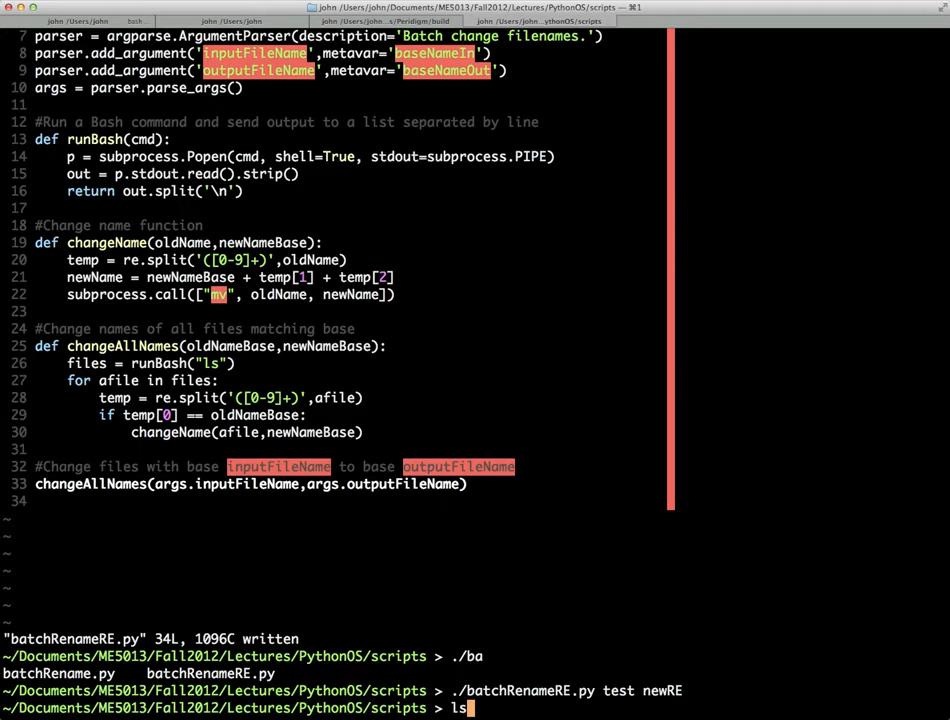 john /Users/john/Documents/ME5013/Fall2012/Lectures/PythonOS/scripts — ⌘1
john /Users/john bash...
john /Users/john
john /Users/john...s/Peridigm/build
john /Users/john...ythonOS/scripts
7 parser = argparse.ArgumentParser(description='Batch change filenames.')
8 parser.add_argument('inputFileName',metavar='baseNameIn')
9 parser.add_argument('outputFileName',metavar='baseNameOut')
10 args = parser.parse_args()
11
12 #Run a Bash command and send output to a list separated by line
13 def runBash(cmd):
14     p = subprocess.Popen(cmd, shell=True, stdout=subprocess.PIPE)
15     out = p.stdout.read().strip()
16     return out.split('\n')
17
18 #Change name function
19 def changeName(oldName,newNameBase):
20     temp = re.split('([0-9]+)',oldName)
21     newName = newNameBase + temp[1] + temp[2]
22     subprocess.call(["mv", oldName, newName])
23
24 #Change names of all files matching base
25 def changeAllNames(oldNameBase,newNameBase):
26     files = runBash("ls")
27     for afile in files:
28         temp = re.split('([0-9]+)',afile)
29         if temp[0] == oldNameBase:
30             changeName(afile,newNameBase)
31
32 #Change files with base inputFileName to base outputFileName
33 changeAllNames(args.inputFileName,args.outputFileName)
34
~
~
~
~
~
~
~
"batchRenameRE.py" 34L, 1096C written
~/Documents/ME5013/Fall2012/Lectures/PythonOS/scripts > ./ba
batchRename.py    batchRenameRE.py
~/Documents/ME5013/Fall2012/Lectures/PythonOS/scripts > ./batchRenameRE.py test newRE
~/Documents/ME5013/Fall2012/Lectures/PythonOS/scripts > ls